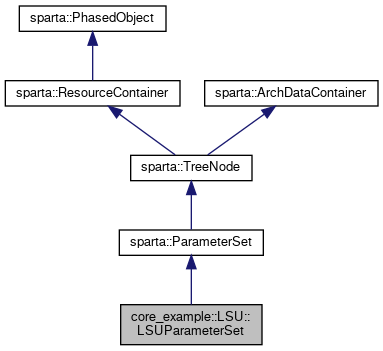 sparta::PhasedObject
sparta::ResourceContainer
sparta::ArchDataContainer
sparta::TreeNode
sparta::ParameterSet
core_example::LSU::
LSUParameterSet